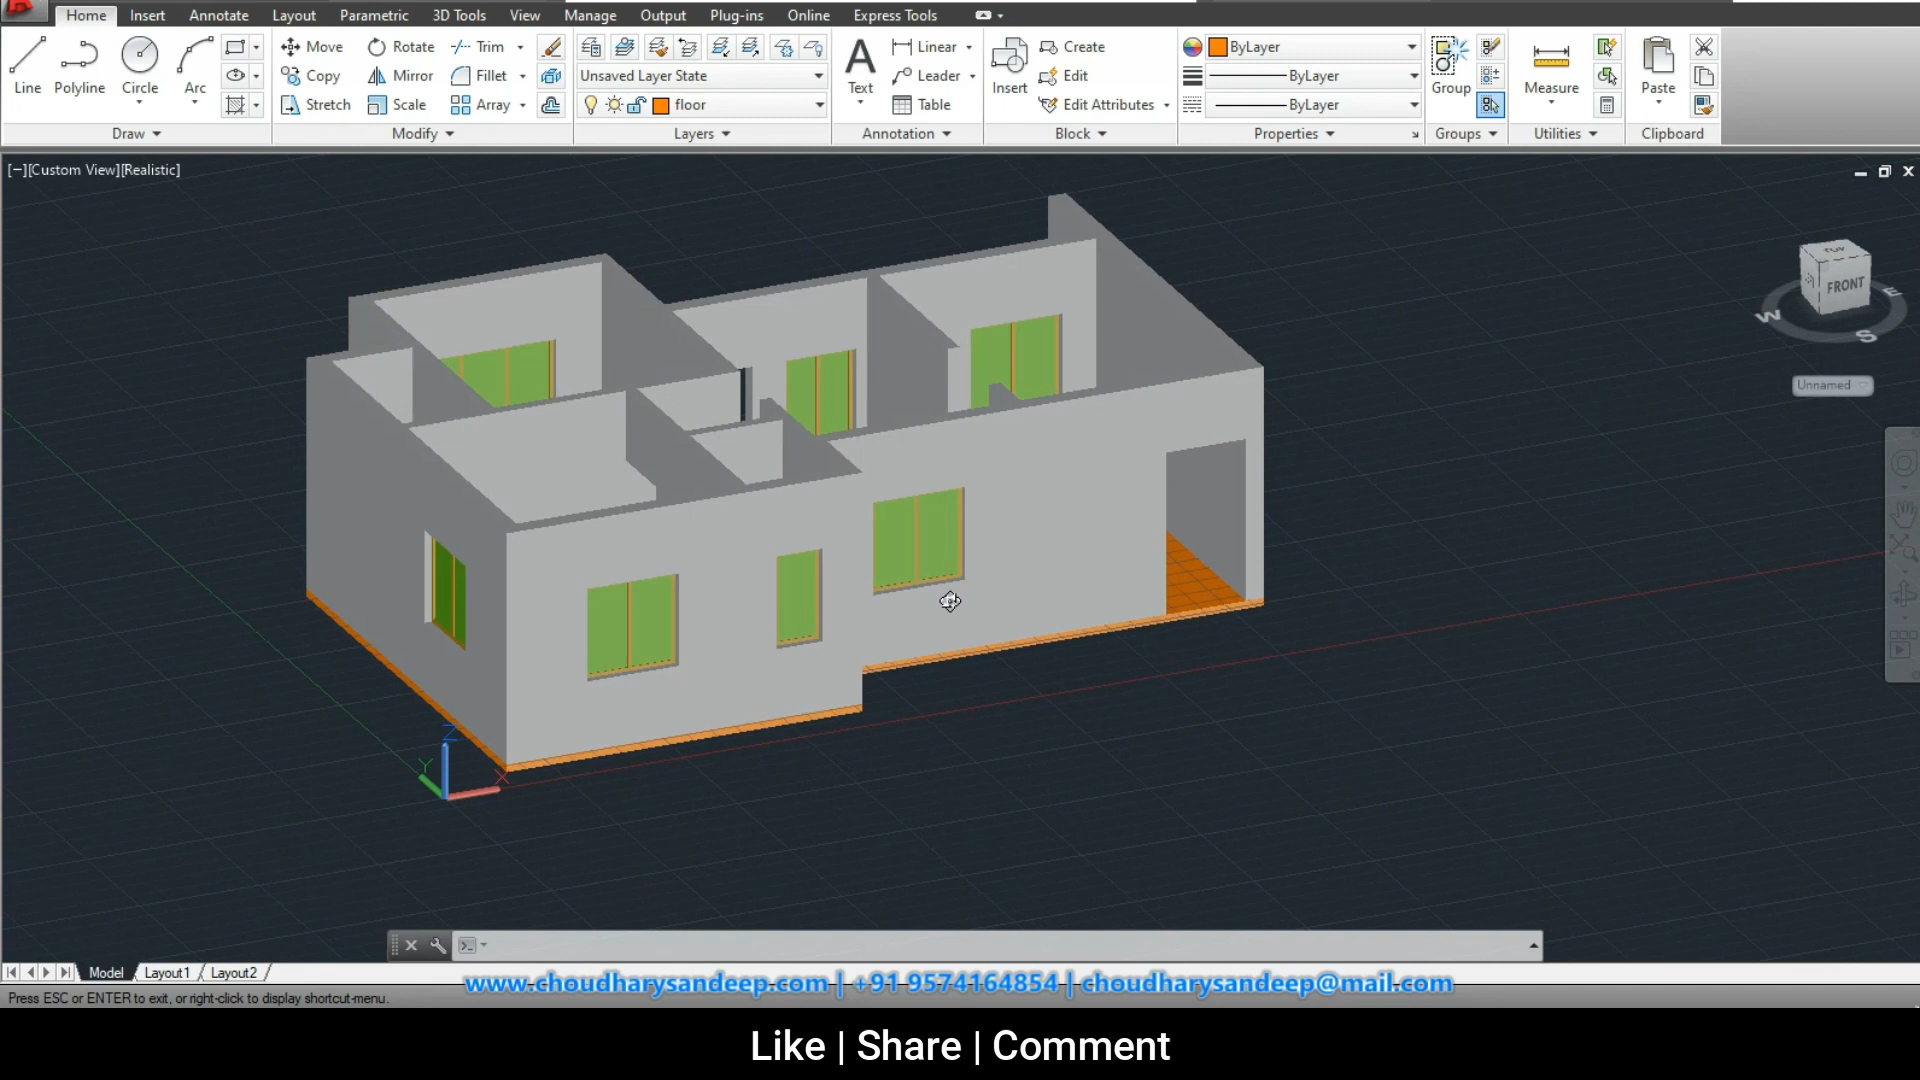 Home Insert Annotate Layout Parametric 3D Tools View Manage Output Plug-ins Online Express Tools
Line Polyline Circle Arc
Draw
Move Rotate Trim
Copy Mirror Fillet
Stretch Scale Array
Modify
Unsaved Layer State
floor
Layers
Text
Linear
Leader
Table
Annotation
Insert
Create
Edit
Edit Attributes
Block
ByLayer
ByLayer
ByLayer
Properties
Group
Groups
Measure
Utilities
Paste
Clipboard
[−][Custom View][Realistic]
TOP
FRONT
W S E
Unnamed
Z
Y X
Model Layout1 Layout2
www.choudharysandeep.com | +91 9574164854 | choudharysandeep@mail.com
Press ESC or ENTER to exit, or right-click to display shortcut-menu.
Like | Share | Comment